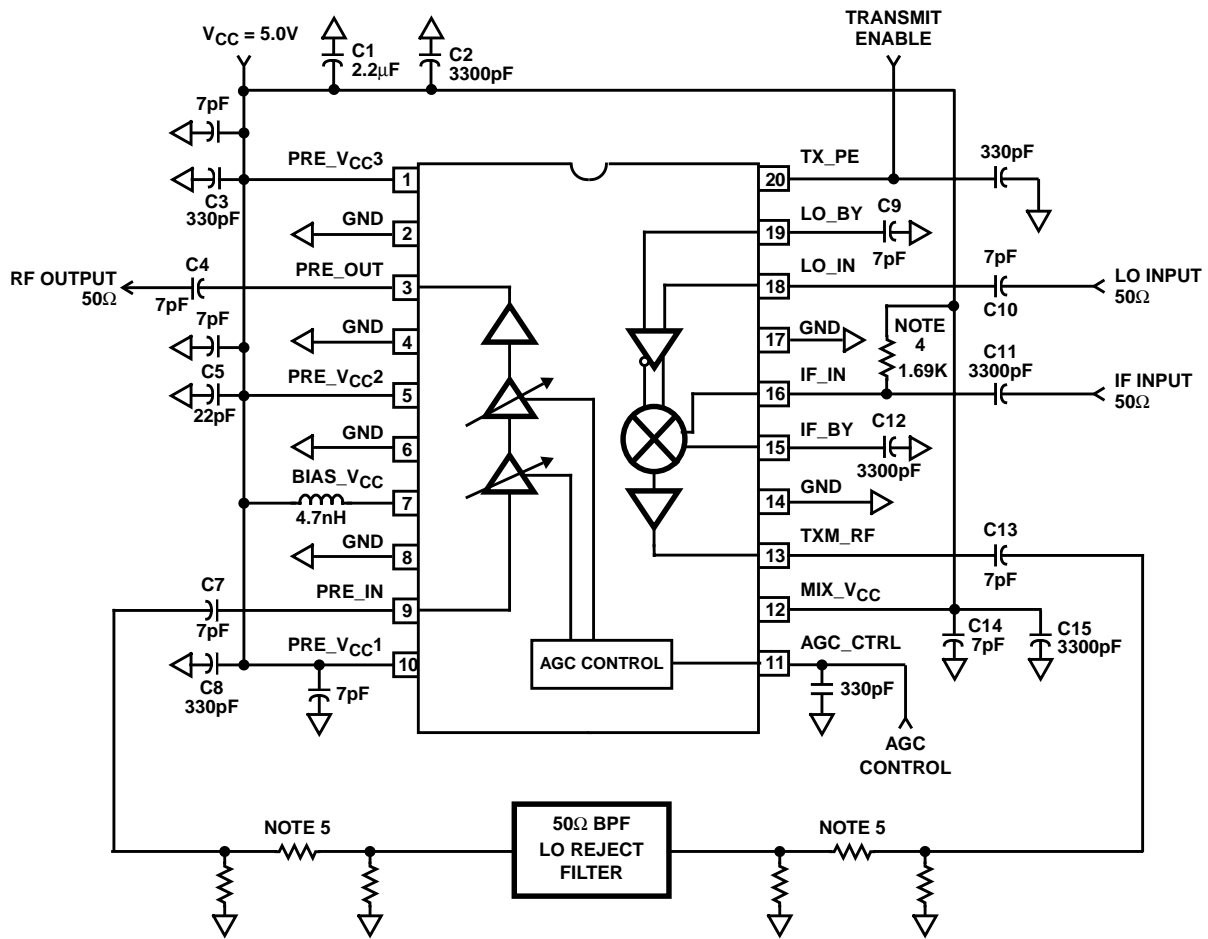 TRANSMIT
ENABLE
VCC = 5.0V
C1
2.2μF
C2
3300pF
7pF
C3
330pF
PRE_VCC3
1
GND
2
RF OUTPUT
50Ω
C4
7pF
PRE_OUT
3
7pF
GND
4
C5
22pF
PRE_VCC2
5
GND
6
BIAS_VCC
4.7nH
7
GND
8
C7
7pF
PRE_IN
9
C8
330pF
PRE_VCC1
10
7pF
AGC CONTROL
20
TX_PE
330pF
19
LO_BY
C9
7pF
18
LO_IN
7pF
C10
LO INPUT
50Ω
17
GND
NOTE
4
1.69K
16
IF_IN
C11
3300pF
IF INPUT
50Ω
15
IF_BY
C12
3300pF
14
GND
13
TXM_RF
C13
7pF
12
MIX_VCC
C14
7pF
C15
3300pF
11
AGC_CTRL
330pF
AGC
CONTROL
NOTE 5
50Ω BPF
LO REJECT
FILTER
NOTE 5